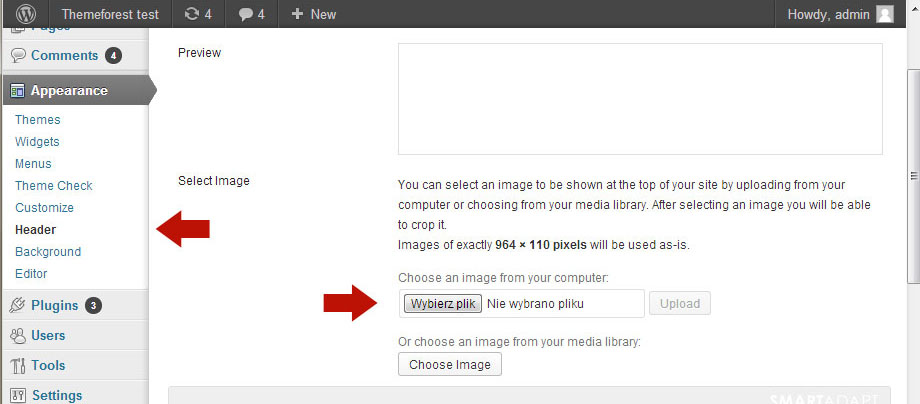 Themeforest test 4 4 + New Howdy, admin
Pages
Comments 4
Appearance
Themes
Widgets
Menus
Theme Check
Customize
Header
Background
Editor
Plugins 3
Users
Tools
Settings
Preview
Select Image
You can select an image to be shown at the top of your site by uploading from your
computer or choosing from your media library. After selecting an image you will be able
to crop it.
Images of exactly 964 × 110 pixels will be used as-is.
Choose an image from your computer:
Wybierz plik Nie wybrano pliku Upload
Or choose an image from your media library:
Choose Image
SMARTADAPT